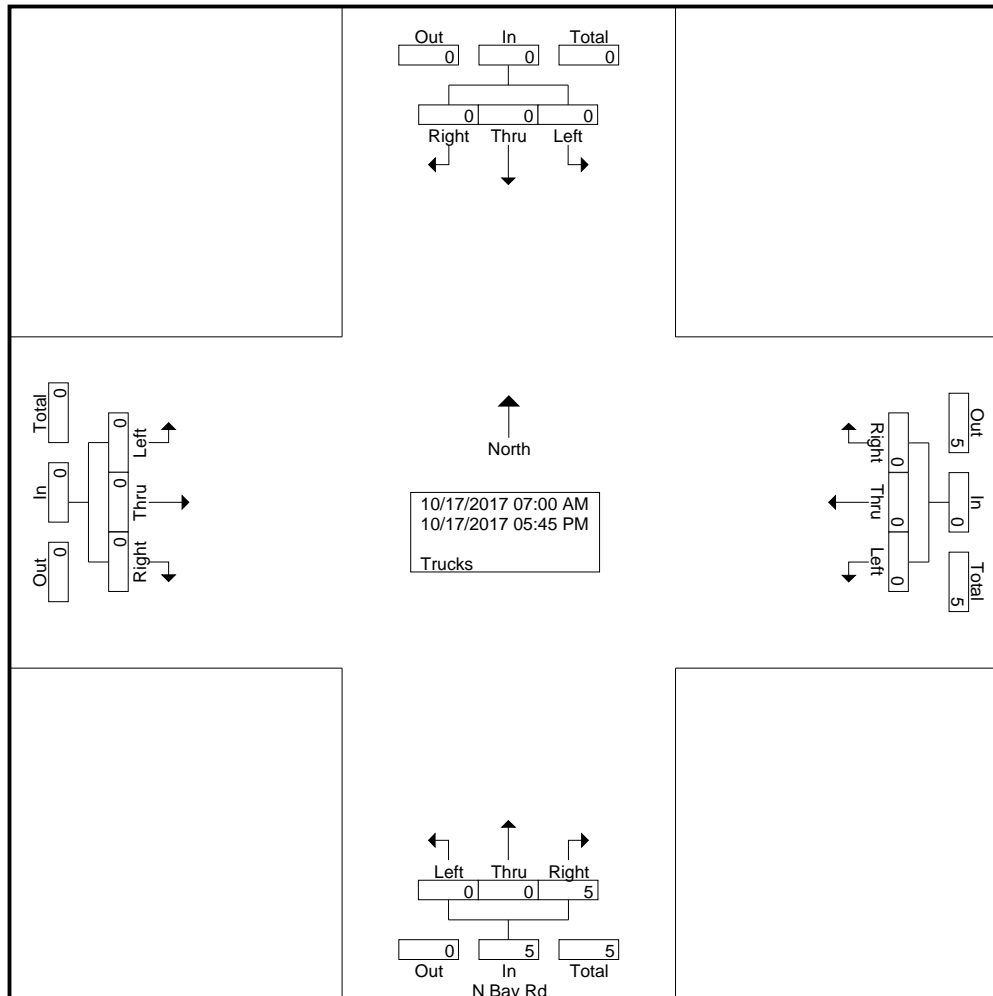 Out In Total
0 0 0
0 0 0
Right Thru Left
Total
0
In
0
Out
0
Left
0
Thru
0
Right
0
North
10/17/2017 07:00 AM
10/17/2017 05:45 PM
Trucks
Right
0
Thru
0
Left
0
Out
5
In
0
Total
5
Left Thru Right
0 0 5
0 5 5
Out In Total
N Bay Rd